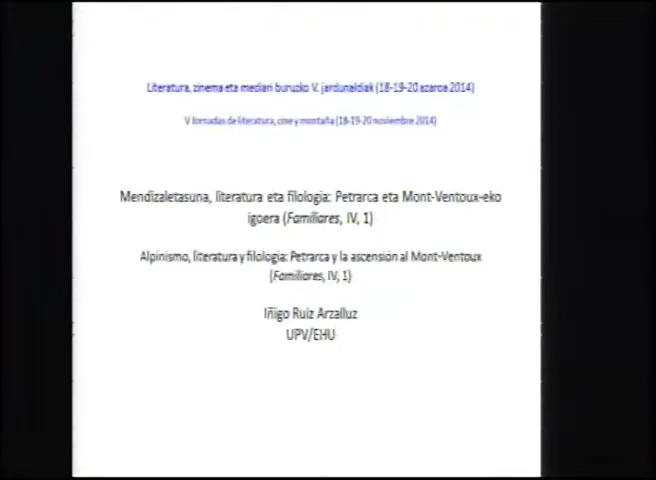 Literatura, zinema eta mediari buruzko V. jardunaldiak (18-19-20 azaroa 2014)
V Jornadas de literatura, cine y montaña (18-19-20 noviembre 2014)
Mendizaletasuna, literatura eta filologia: Petrarca eta Mont-Ventoux-eko
igoera (Familiares, IV, 1)
Alpinismo, literatura y filologia: Petrarca y la ascensión al Mont-Ventoux
(Familiares, IV, 1)
Iñigo Ruiz Arzalluz
UPV/EHU